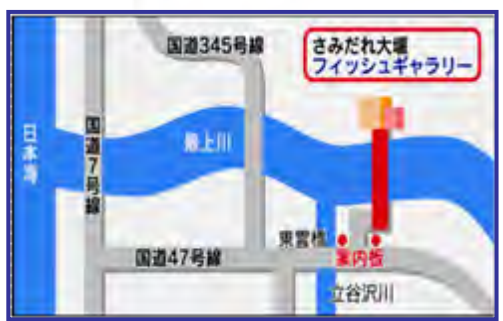 国道345号線
さみだれ大堰
フィッシュギャラリー
日本海
国道7号線
最上川
東雲橋
案内板
国道47号線
立谷沢川